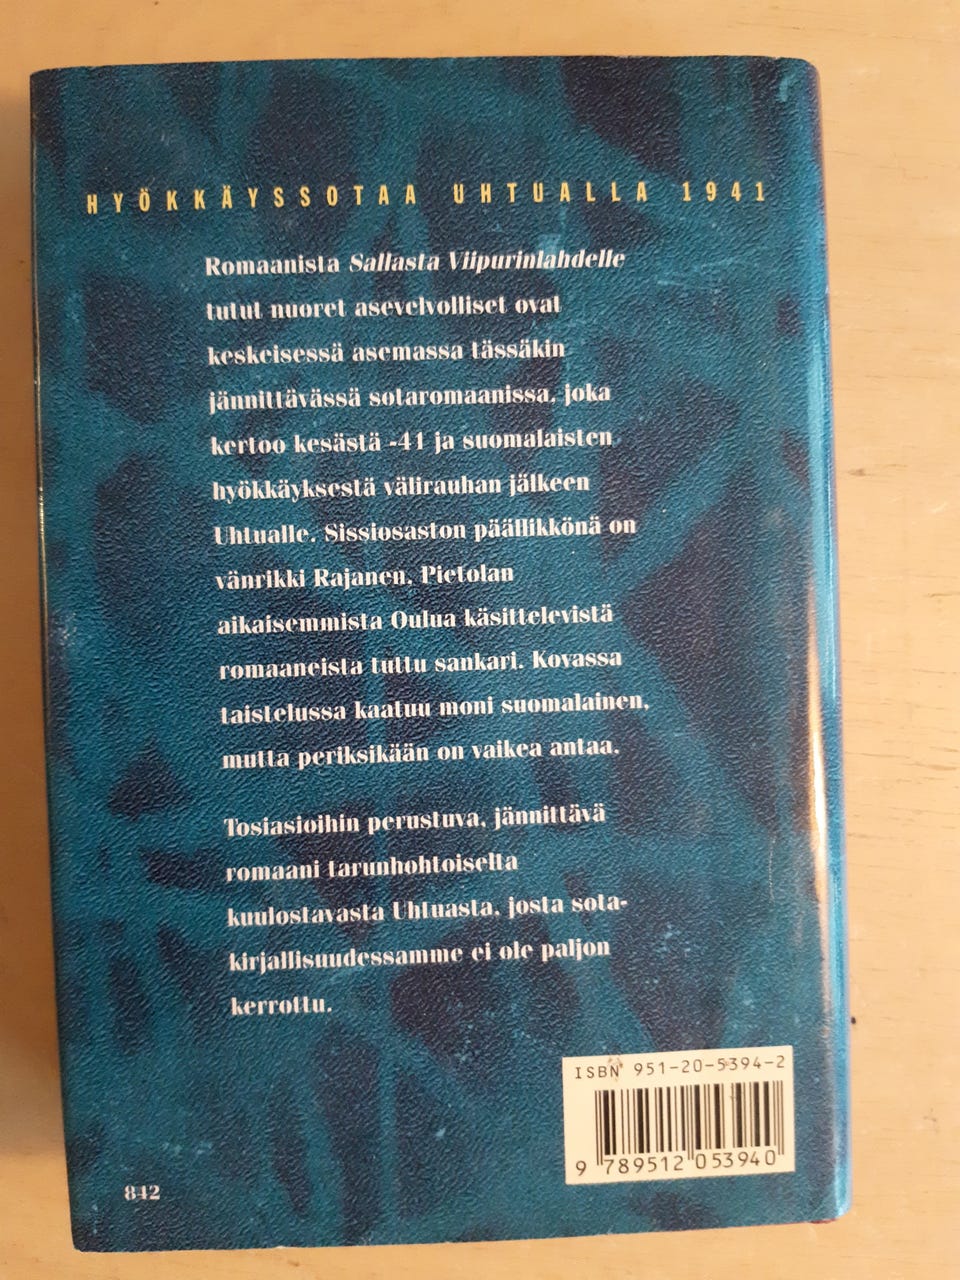 HYÖKKÄYSSOTAA UHTUALLA 1941
Romaanista Sallasta Viipurinlahdelle
tutut nuoret asevelvolliset ovat
keskeisessä asemassa tässäkin
jännittävässä sotaromaanissa, joka
kertoo kesästä -41 ja suomalaisten
hyökkäyksestä välirauhan jälkeen
Uhtualle. Sissiosaston päällikkönä on
vänrikki Rajanen, Pietolan
aikaisemmista Oulua käsittelevistä
romaaneista tuttu sankari. Kovassa
taistelussa kaatuu moni suomalainen,
mutta periksikään on vaikea antaa.
Tosiasioihin perustuva, jännittävä
romaani tarunhohtoiselta
kuulostavasta Uhtuasta, josta sota-
kirjallisuudessamme ei ole paljon
kerrottu.
ISBN 951-20-5394-2
9 789512 053940
842